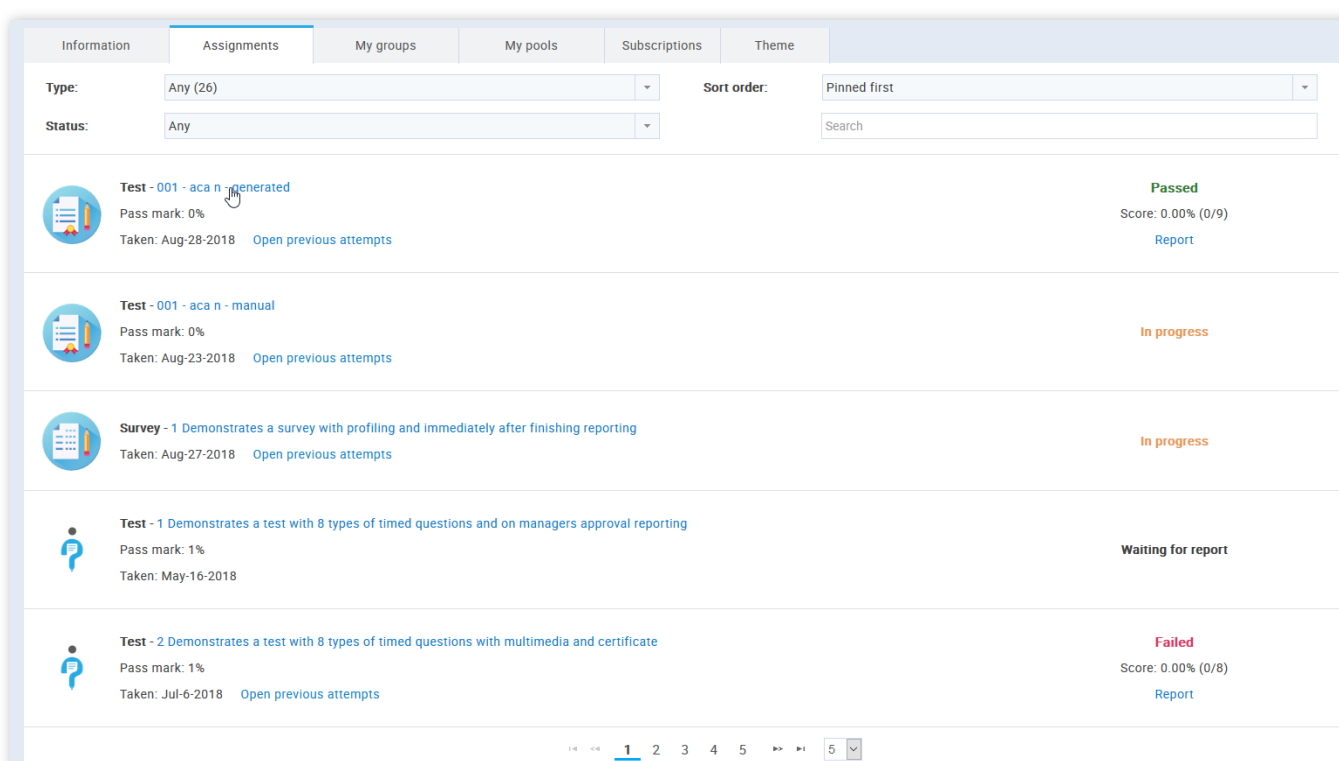 Information Assignments My groups My pools Subscriptions Theme
Type: Any (26) Sort order: Pinned first
Status: Any Search
Test - 001 - aca n - generated Passed
Pass mark: 0% Score: 0.00% (0/9)
Taken: Aug-28-2018 Open previous attempts Report
Test - 001 - aca n - manual
Pass mark: 0% In progress
Taken: Aug-23-2018 Open previous attempts
Survey - 1 Demonstrates a survey with profiling and immediately after finishing reporting
In progress
Taken: Aug-27-2018 Open previous attempts
Test - 1 Demonstrates a test with 8 types of timed questions and on managers approval reporting
Pass mark: 1% Waiting for report
Taken: May-16-2018
Test - 2 Demonstrates a test with 8 types of timed questions with multimedia and certificate Failed
Pass mark: 1% Score: 0.00% (0/8)
Taken: Jul-6-2018 Open previous attempts Report
1 2 3 4 5 5